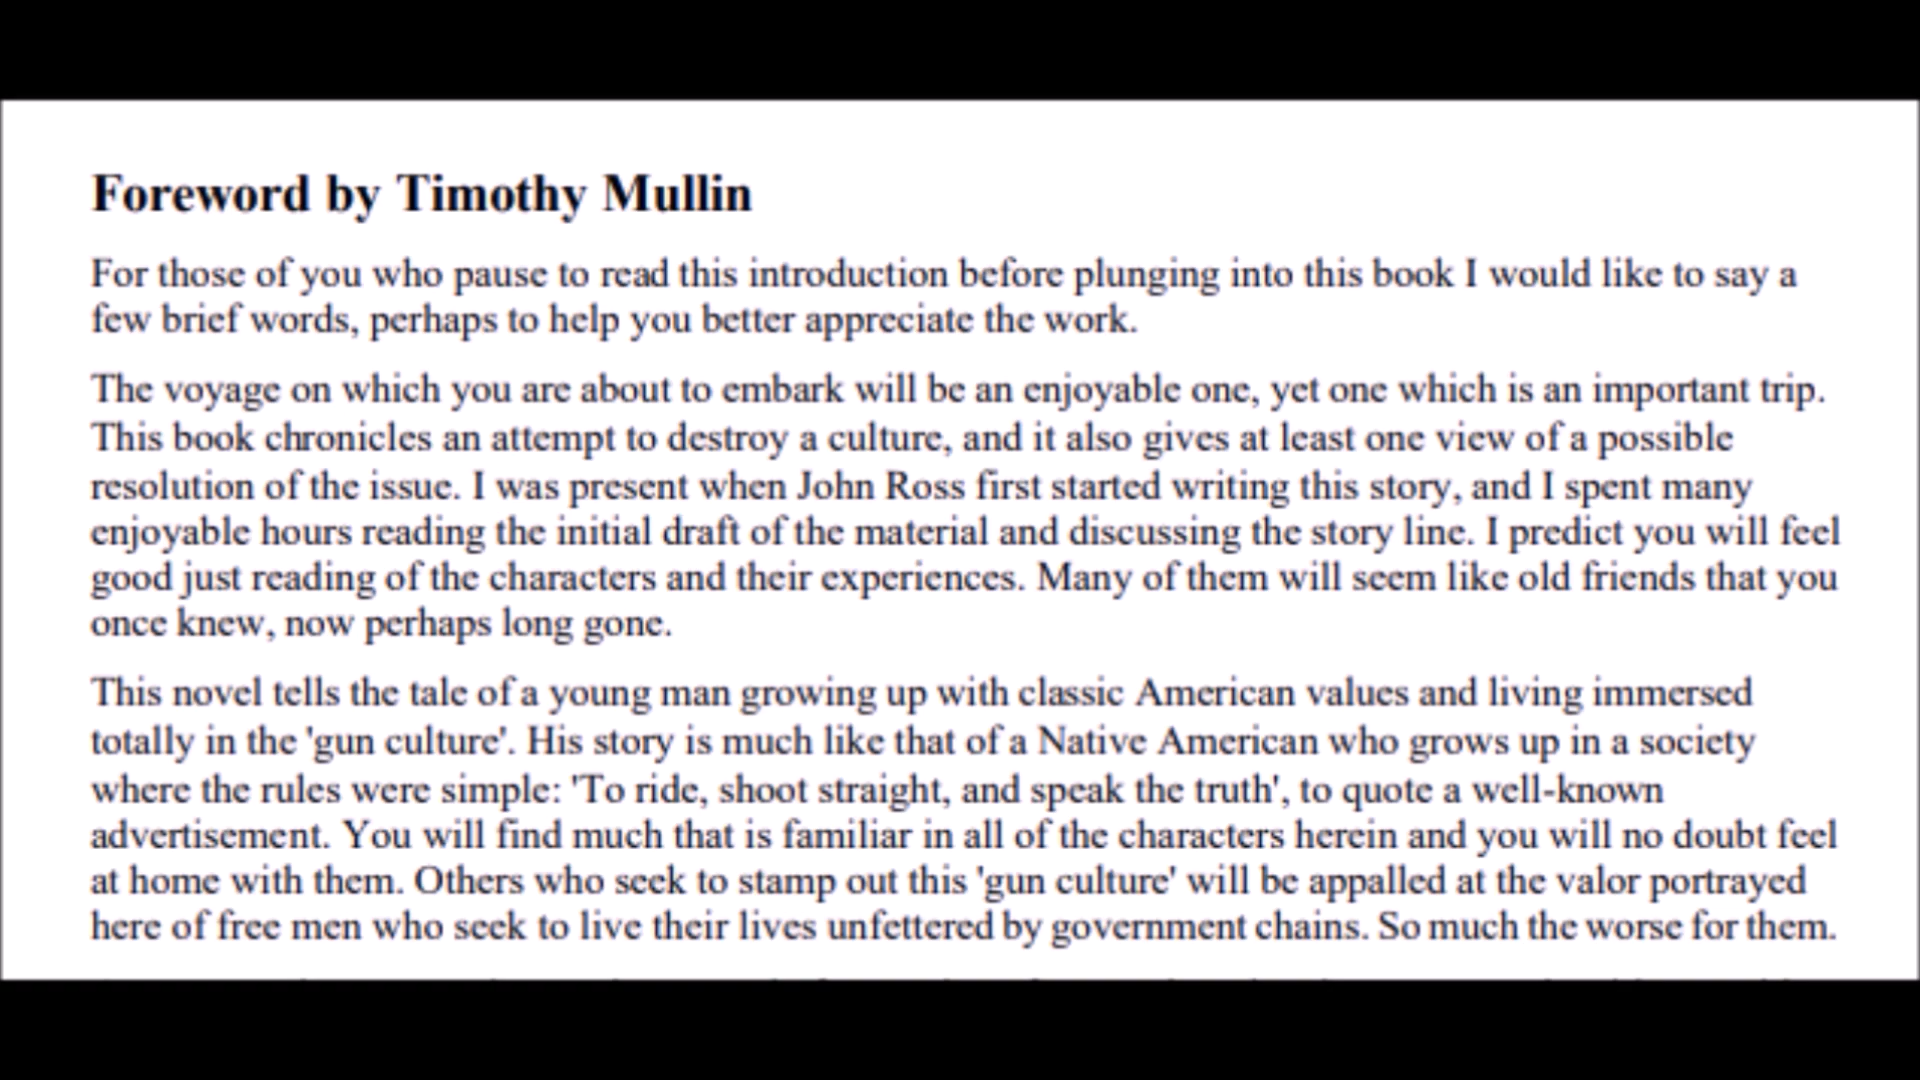 Foreword by Timothy Mullin
For those of you who pause to read this introduction before plunging into this book I would like to say a
few brief words, perhaps to help you better appreciate the work.
The voyage on which you are about to embark will be an enjoyable one, yet one which is an important trip.
This book chronicles an attempt to destroy a culture, and it also gives at least one view of a possible
resolution of the issue. I was present when John Ross first started writing this story, and I spent many
enjoyable hours reading the initial draft of the material and discussing the story line. I predict you will feel
good just reading of the characters and their experiences. Many of them will seem like old friends that you
once knew, now perhaps long gone.
This novel tells the tale of a young man growing up with classic American values and living immersed
totally in the 'gun culture'. His story is much like that of a Native American who grows up in a society
where the rules were simple: 'To ride, shoot straight, and speak the truth', to quote a well-known
advertisement. You will find much that is familiar in all of the characters herein and you will no doubt feel
at home with them. Others who seek to stamp out this 'gun culture' will be appalled at the valor portrayed
here of free men who seek to live their lives unfettered by government chains. So much the worse for them.